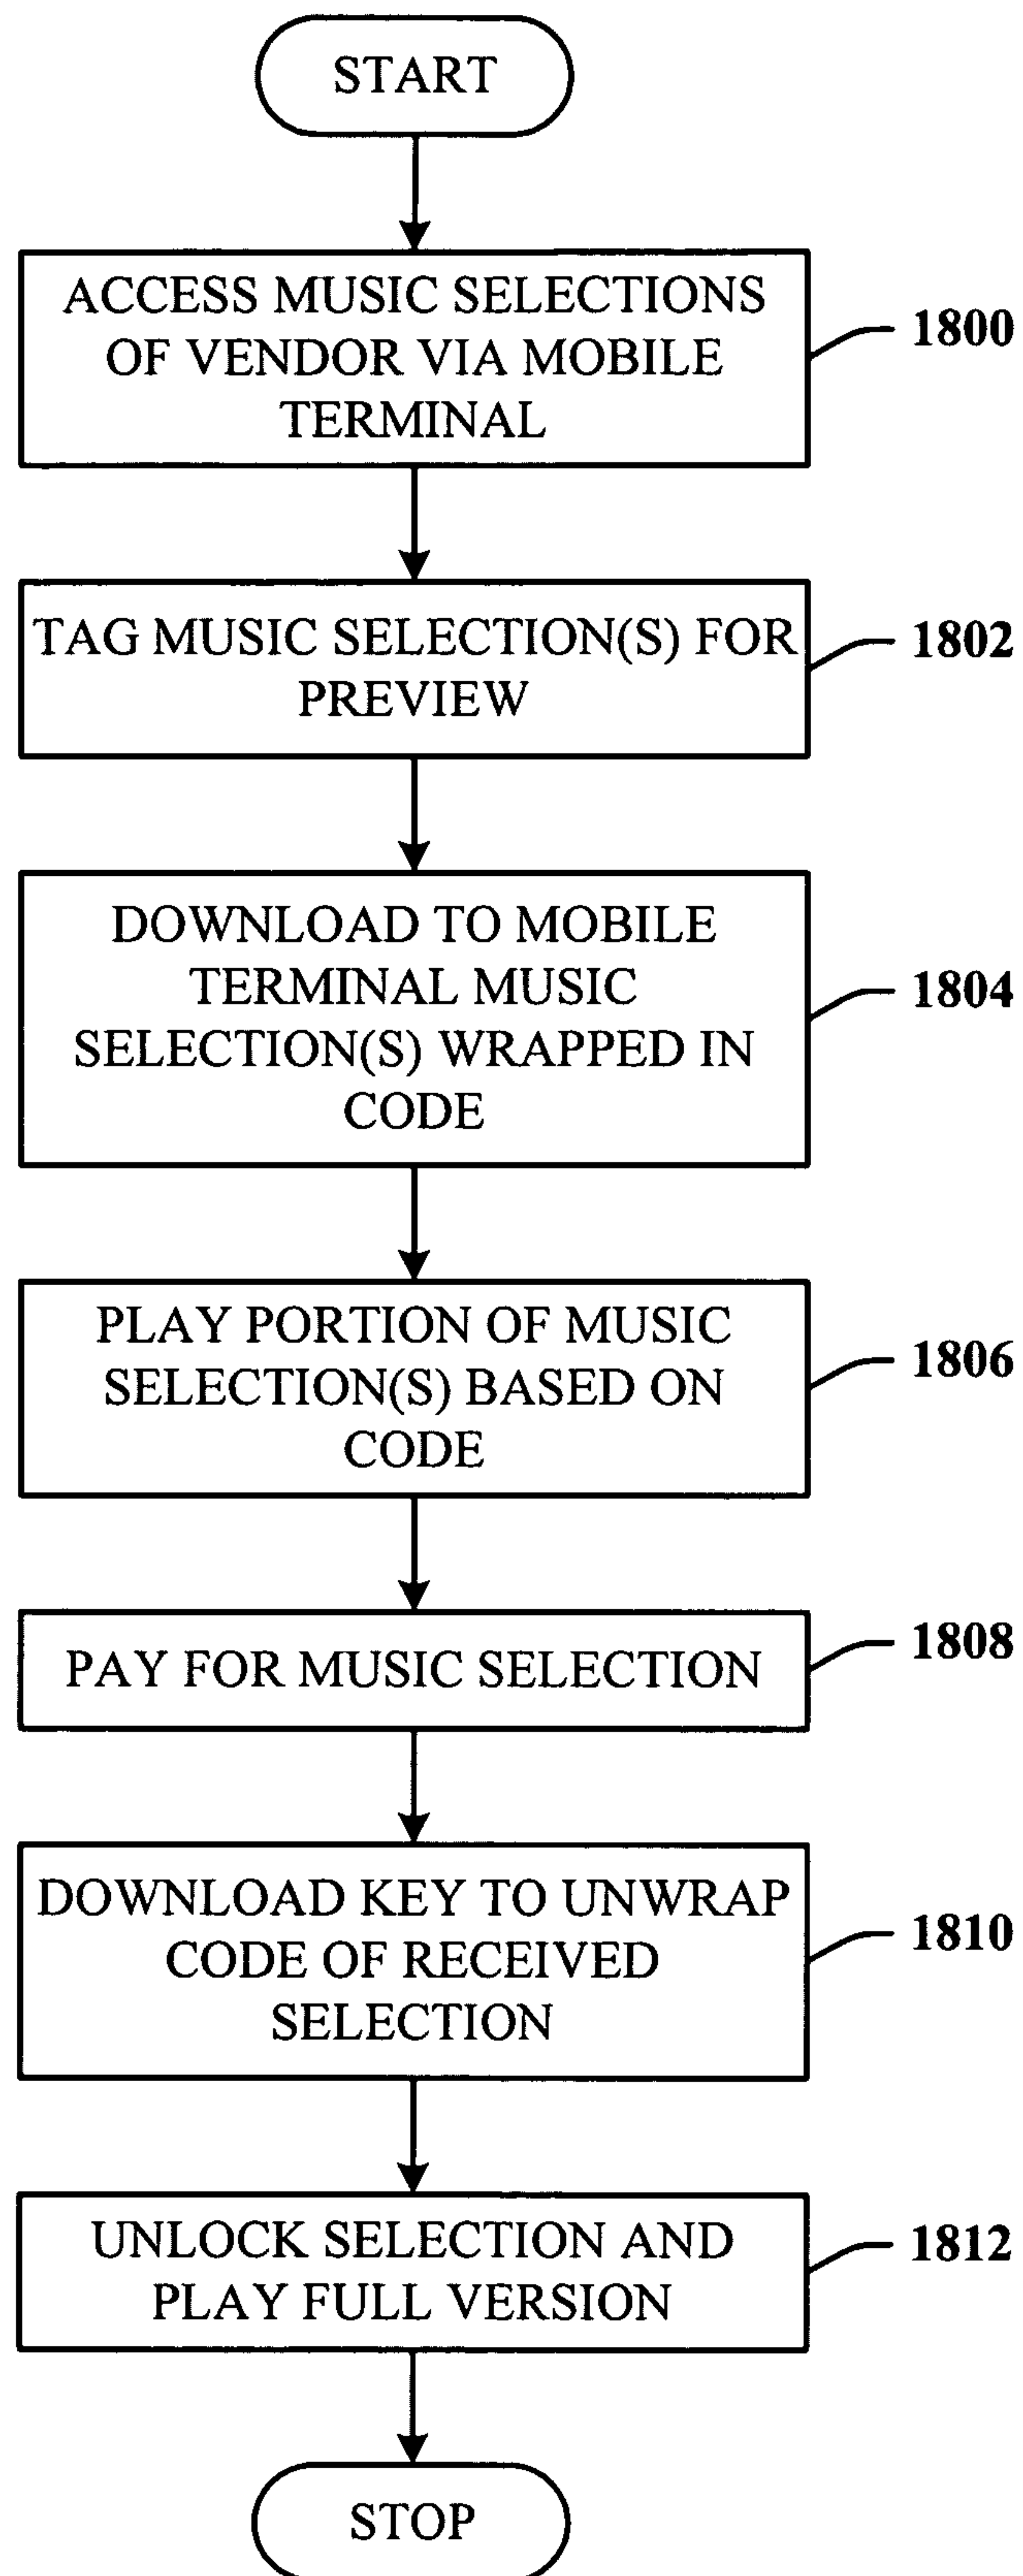 START
ACCESS MUSIC SELECTIONS
OF VENDOR VIA MOBILE
TERMINAL
1800
TAG MUSIC SELECTION(S) FOR
PREVIEW
1802
DOWNLOAD TO MOBILE
TERMINAL MUSIC
SELECTION(S) WRAPPED IN
CODE
1804
PLAY PORTION OF MUSIC
SELECTION(S) BASED ON
CODE
1806
PAY FOR MUSIC SELECTION
1808
DOWNLOAD KEY TO UNWRAP
CODE OF RECEIVED
SELECTION
1810
UNLOCK SELECTION AND
PLAY FULL VERSION
1812
STOP